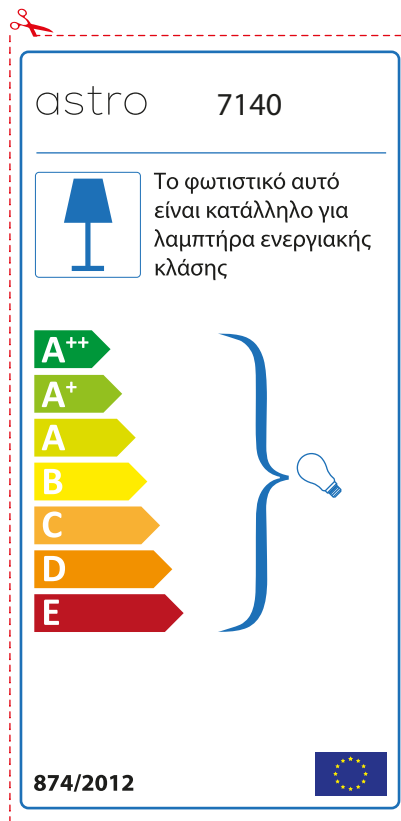 astro 7140
Το φωτιστικό αυτό
είναι κατάλληλο για
λαμπτήρα ενεργιακής
κλάσης
A++
A+
A
B
C
D
E
874/2012